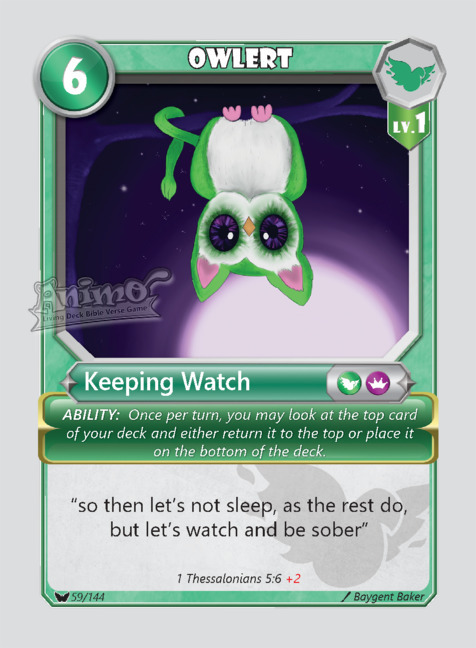 OWLERT
6
LV.1
Animo
Living Deck Bible Verse Game
Keeping Watch
ABILITY: Once per turn, you may look at the top card
of your deck and either return it to the top or place it
on the bottom of the deck.
“so then let’s not sleep, as the rest do,
but let’s watch and be sober”
1 Thessalonians 5:6 +2
59/144
Baygent Baker